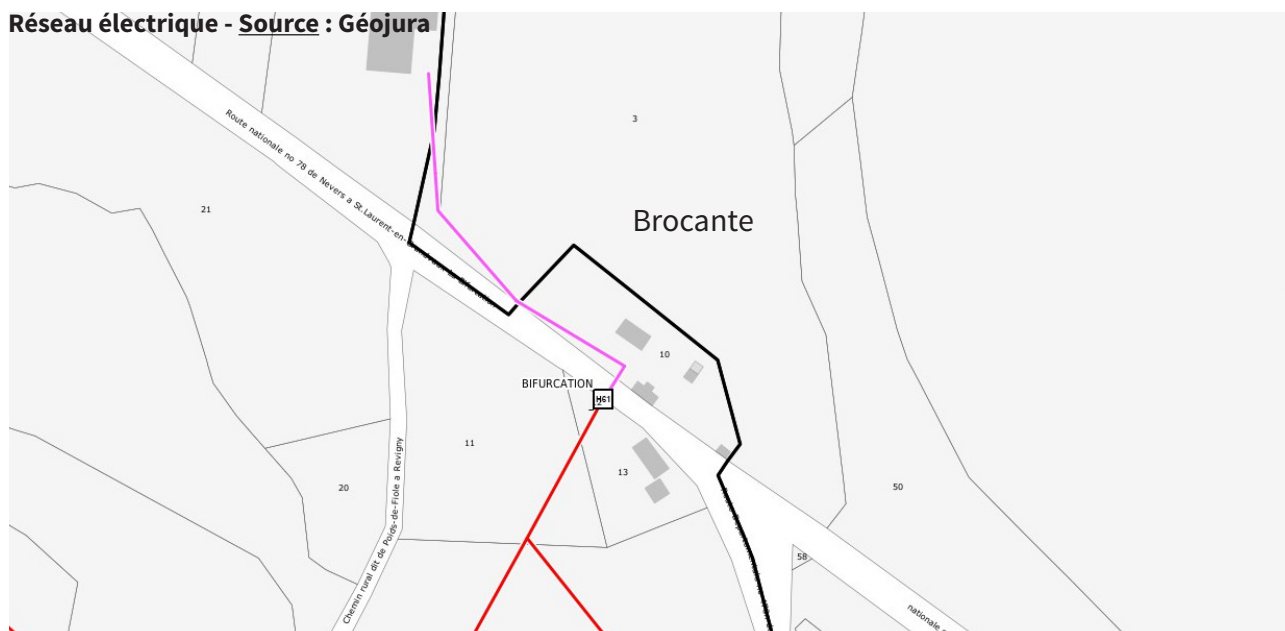 Réseau électrique - Source : Géojura
3
Route nationale no 78 de Nevers a St.Laurent-en-
21
Brocante
10
BIFURCATION
H61
11
13
20
50
58
Chemin rural dit de Poids-de-Fiole a Revigny
nationale